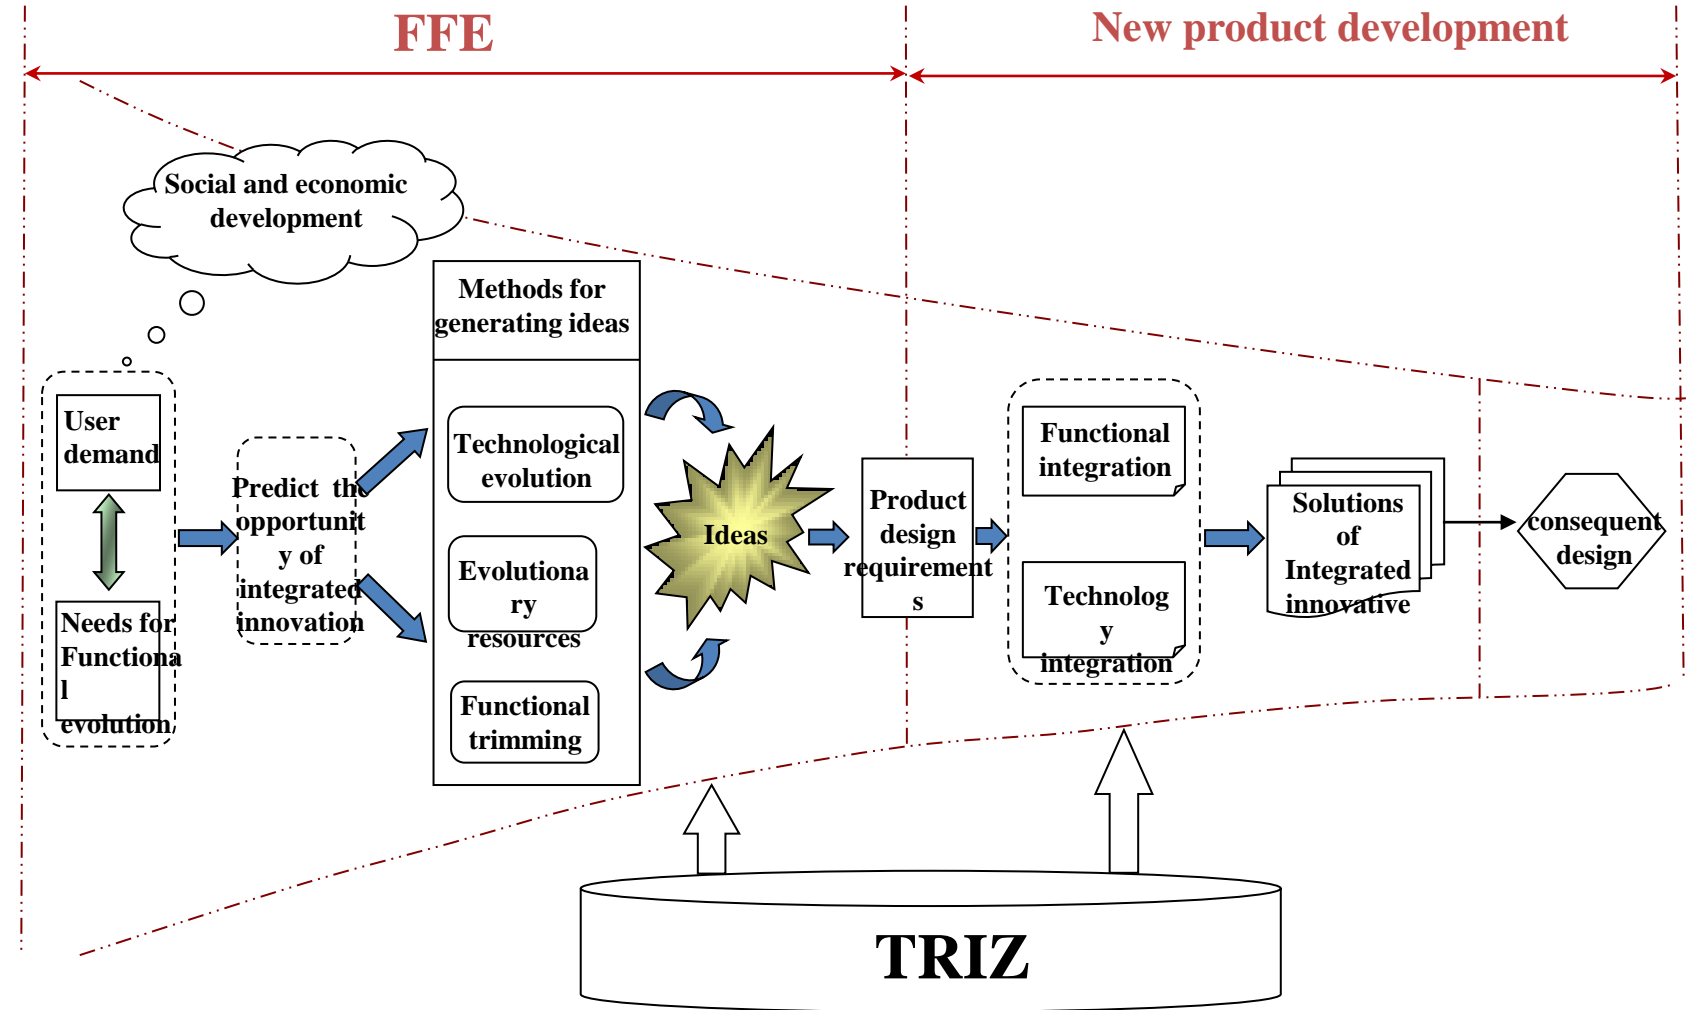 FFE
New product development
Social and economic
development
Methods for
generating ideas
User
demand
Needs for
Functiona
l
evolution
Predict the
opportunit
y of
integrated
innovation
Technological
evolution
Evolutiona
ry
resources
Functional
trimming
Ideas
Product
design
requirement
s
Functional
integration
Technolog
y
integration
Solutions
of
Integrated
innovative
consequent
design
TRIZ